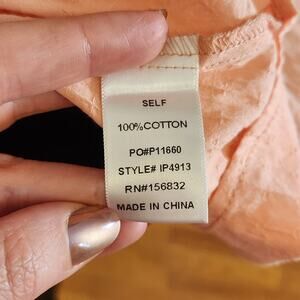 SELF
100%COTTON
PO#P11660
STYLE# IP4913
RN#156832
MADE IN CHINA